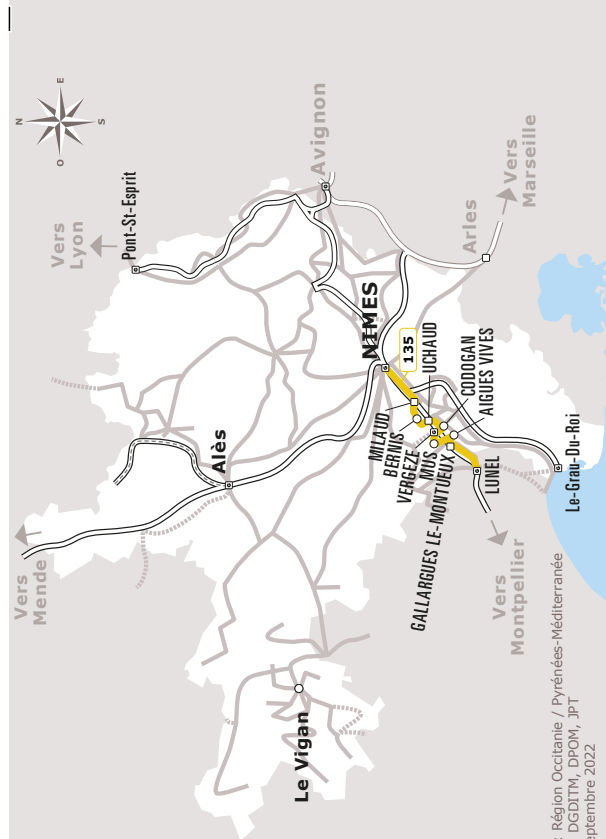 N
E
S
O
Vers
Lyon
Pont-St-Esprit
Avignon
Vers
Marseille
Arles
Vers
Mende
Alès
NIMES
135
UCHAUD
CODOGAN
AIGUES VIVES
MILAUD
BERNIS
VERGEZE
MUS
GALLARGUES LE-MONTUEUX
LUNEL
Le-Grau-Du-Roi
Vers
Montpellier
Le Vigan
: Région Occitanie / Pyrénées-Méditerranée
DGDITM, DPOM, JPT
eptembre 2022